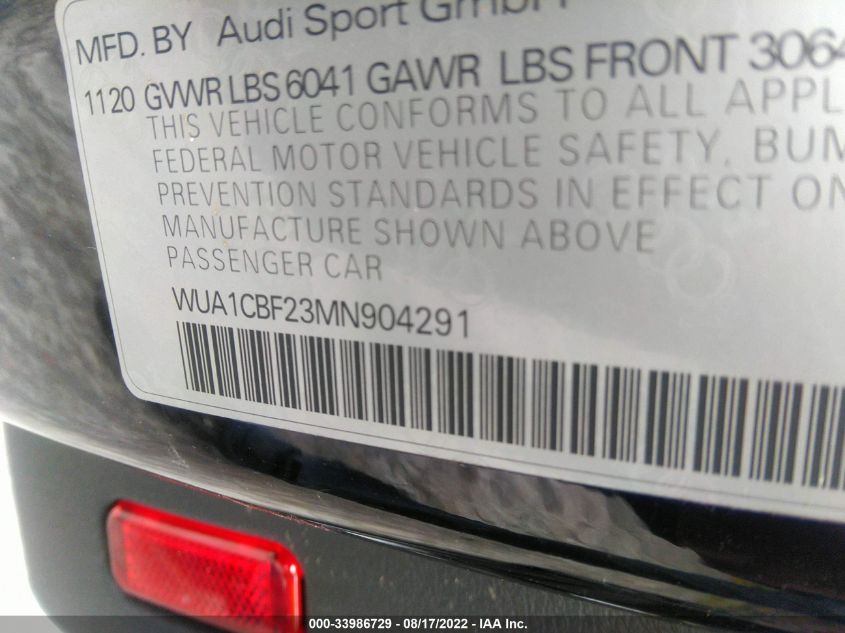 MFD. BY Audi Sport GmbH
1120 GVWR LBS 6041 GAWR LBS FRONT 3064
THIS VEHICLE CONFORMS TO ALL APPL
FEDERAL MOTOR VEHICLE SAFETY, BUM
PREVENTION STANDARDS IN EFFECT ON
MANUFACTURE SHOWN ABOVE
PASSENGER CAR
WUA1CBF23MN904291
000-33986729 - 08/17/2022 - IAA Inc.